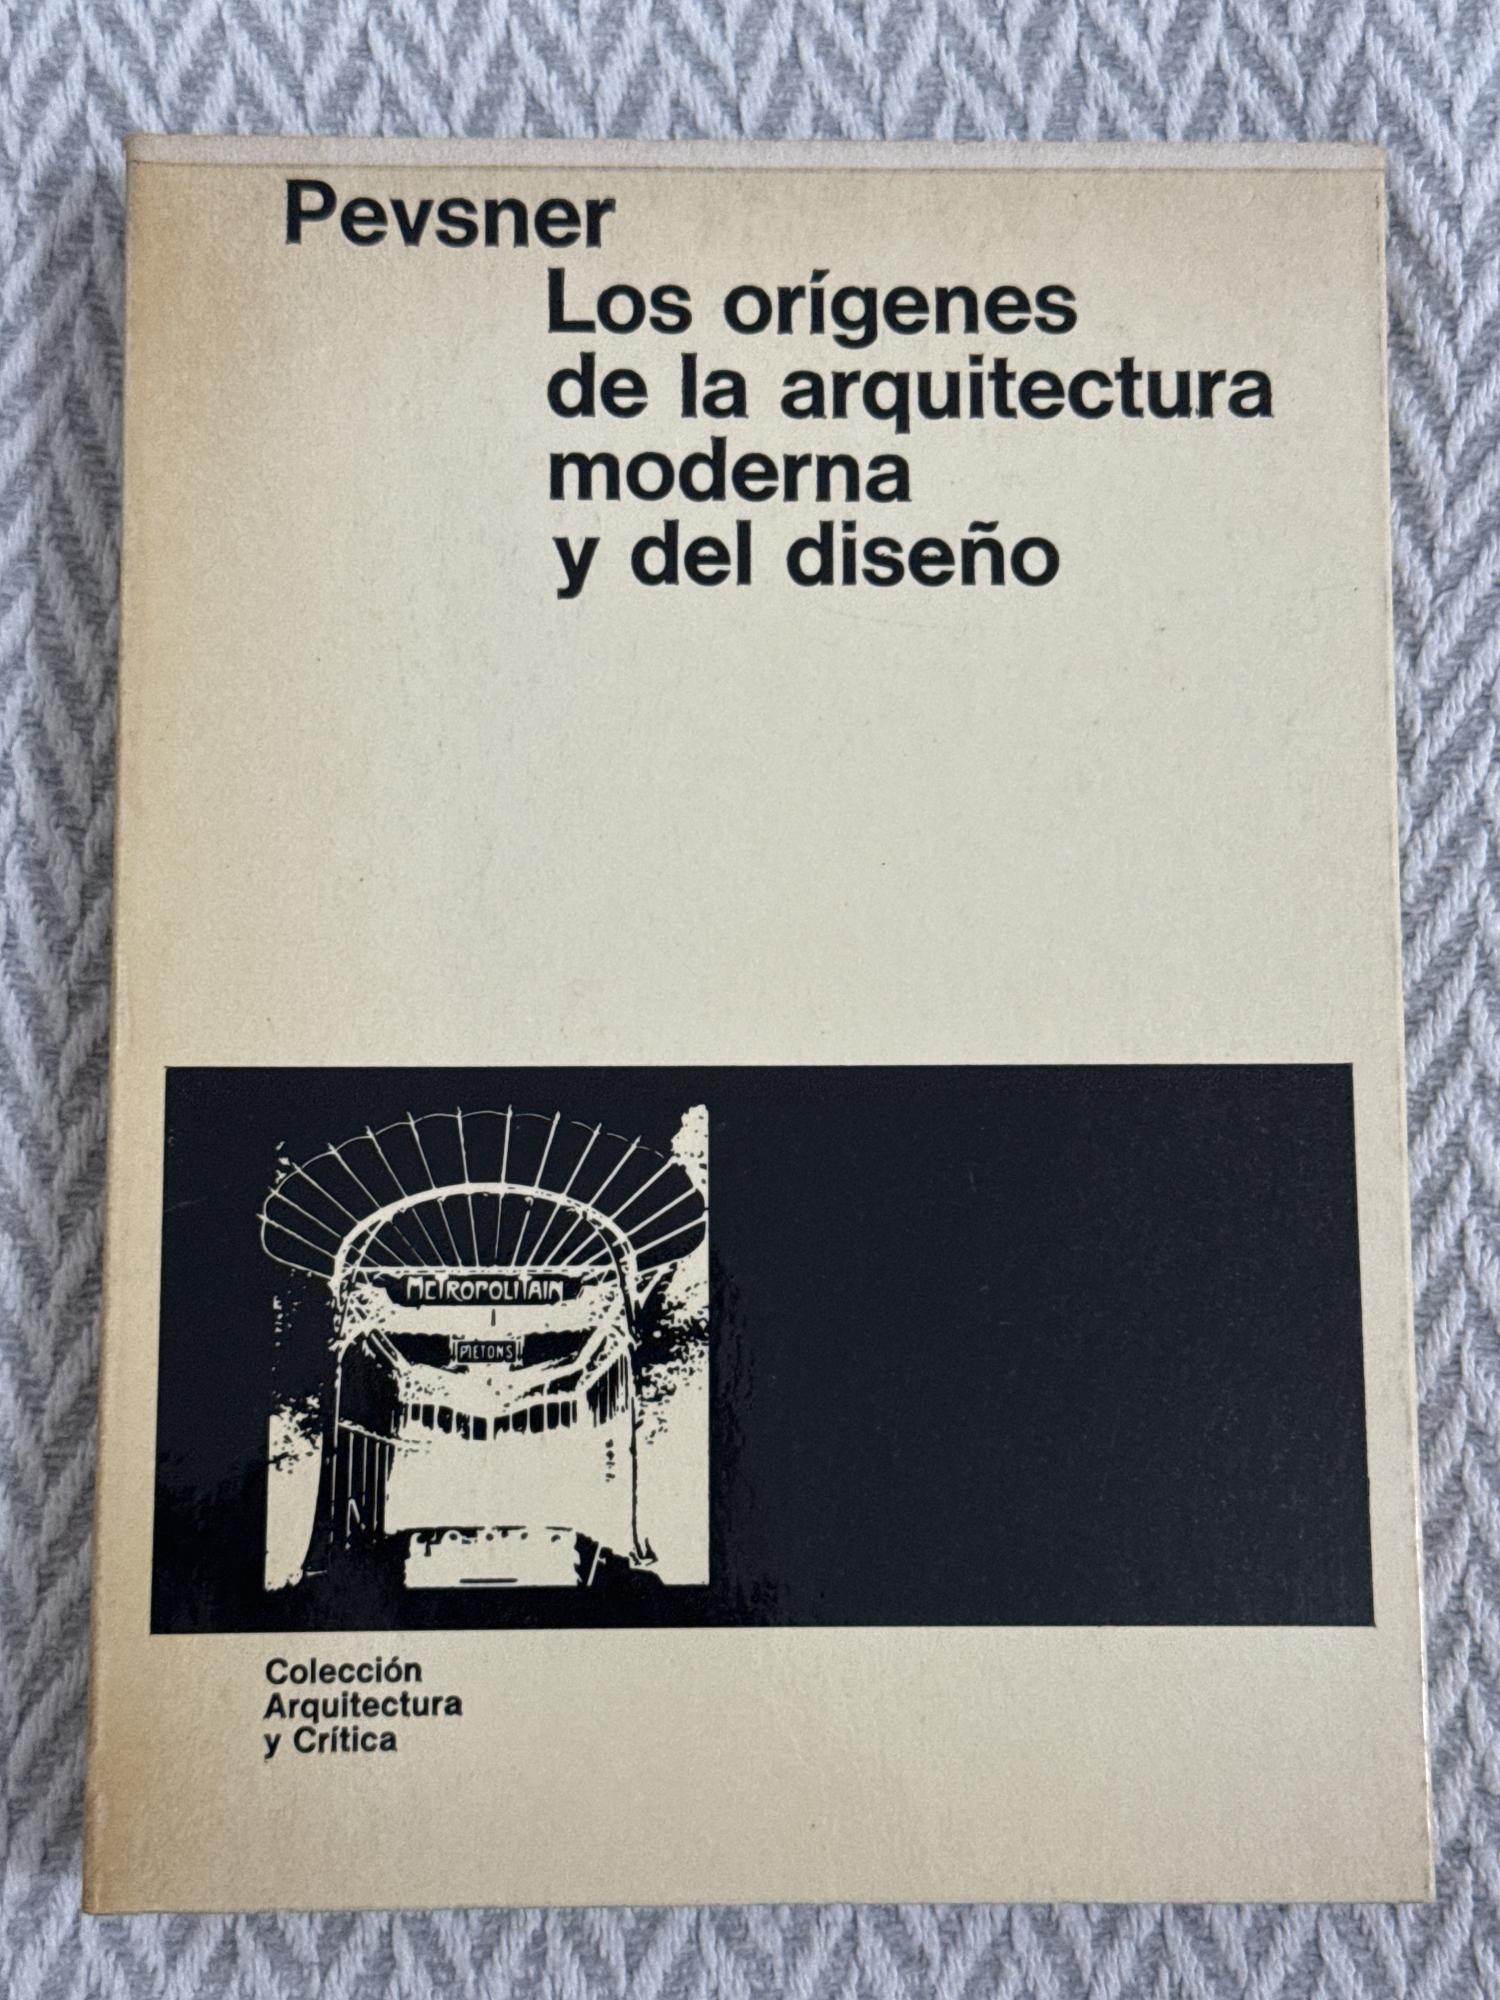 Pevsner
Los orígenes
de la arquitectura
moderna
y del diseño
METROPOLITAIN
PIETONS
Colección
Arquitectura
y Crítica